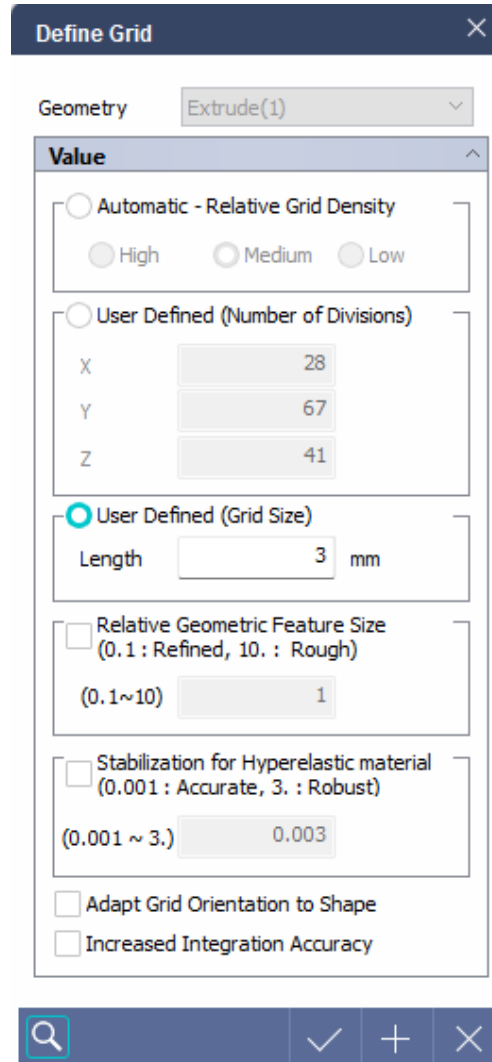 Define Grid
Geometry Extrude(1)
Value
Automatic - Relative Grid Density
High Medium Low
User Defined (Number of Divisions)
X 28
Y 67
Z 41
User Defined (Grid Size)
Length 3 mm
Relative Geometric Feature Size
(0.1 : Refined, 10. : Rough)
(0.1~10) 1
Stabilization for Hyperelastic material
(0.001 : Accurate, 3. : Robust)
(0.001 ~ 3.) 0.003
Adapt Grid Orientation to Shape
Increased Integration Accuracy